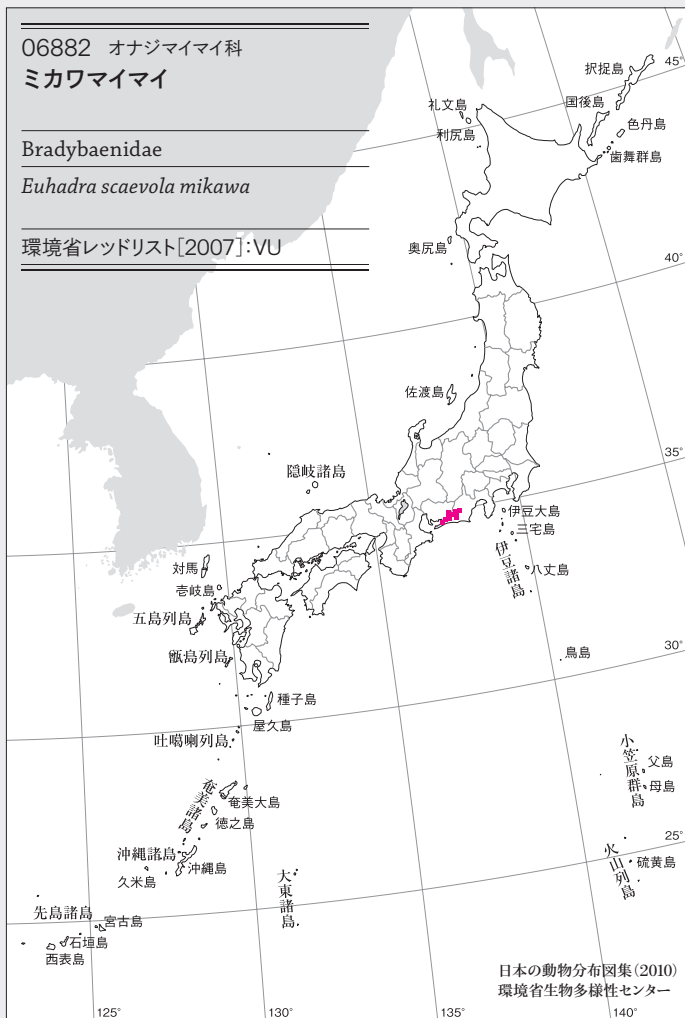 06882 オナジマイマイ科
ミカワマイマイ
Bradybaenidae
Euhadra scaevola mikawa
環境省レッドリスト[2007]:VU
45°
択捉島
国後島
礼文島
色丹島
利尻島
歯舞群島
奥尻島
40°
佐渡島
35°
隠岐諸島
伊豆大島
三宅島
伊豆諸島
八丈島
対馬
壱岐島
五島列島
甑島列島
鳥島
30°
種子島
屋久島
吐噶喇列島
小笠原群島
父島
母島
奄美諸島
奄美大島
徳之島
25°
沖縄諸島
沖縄島
久米島
大東諸島
火山列島
硫黄島
先島諸島
宮古島
石垣島
西表島
日本の動物分布図集(2010)
環境省生物多様性センター
125°
130°
135°
140°